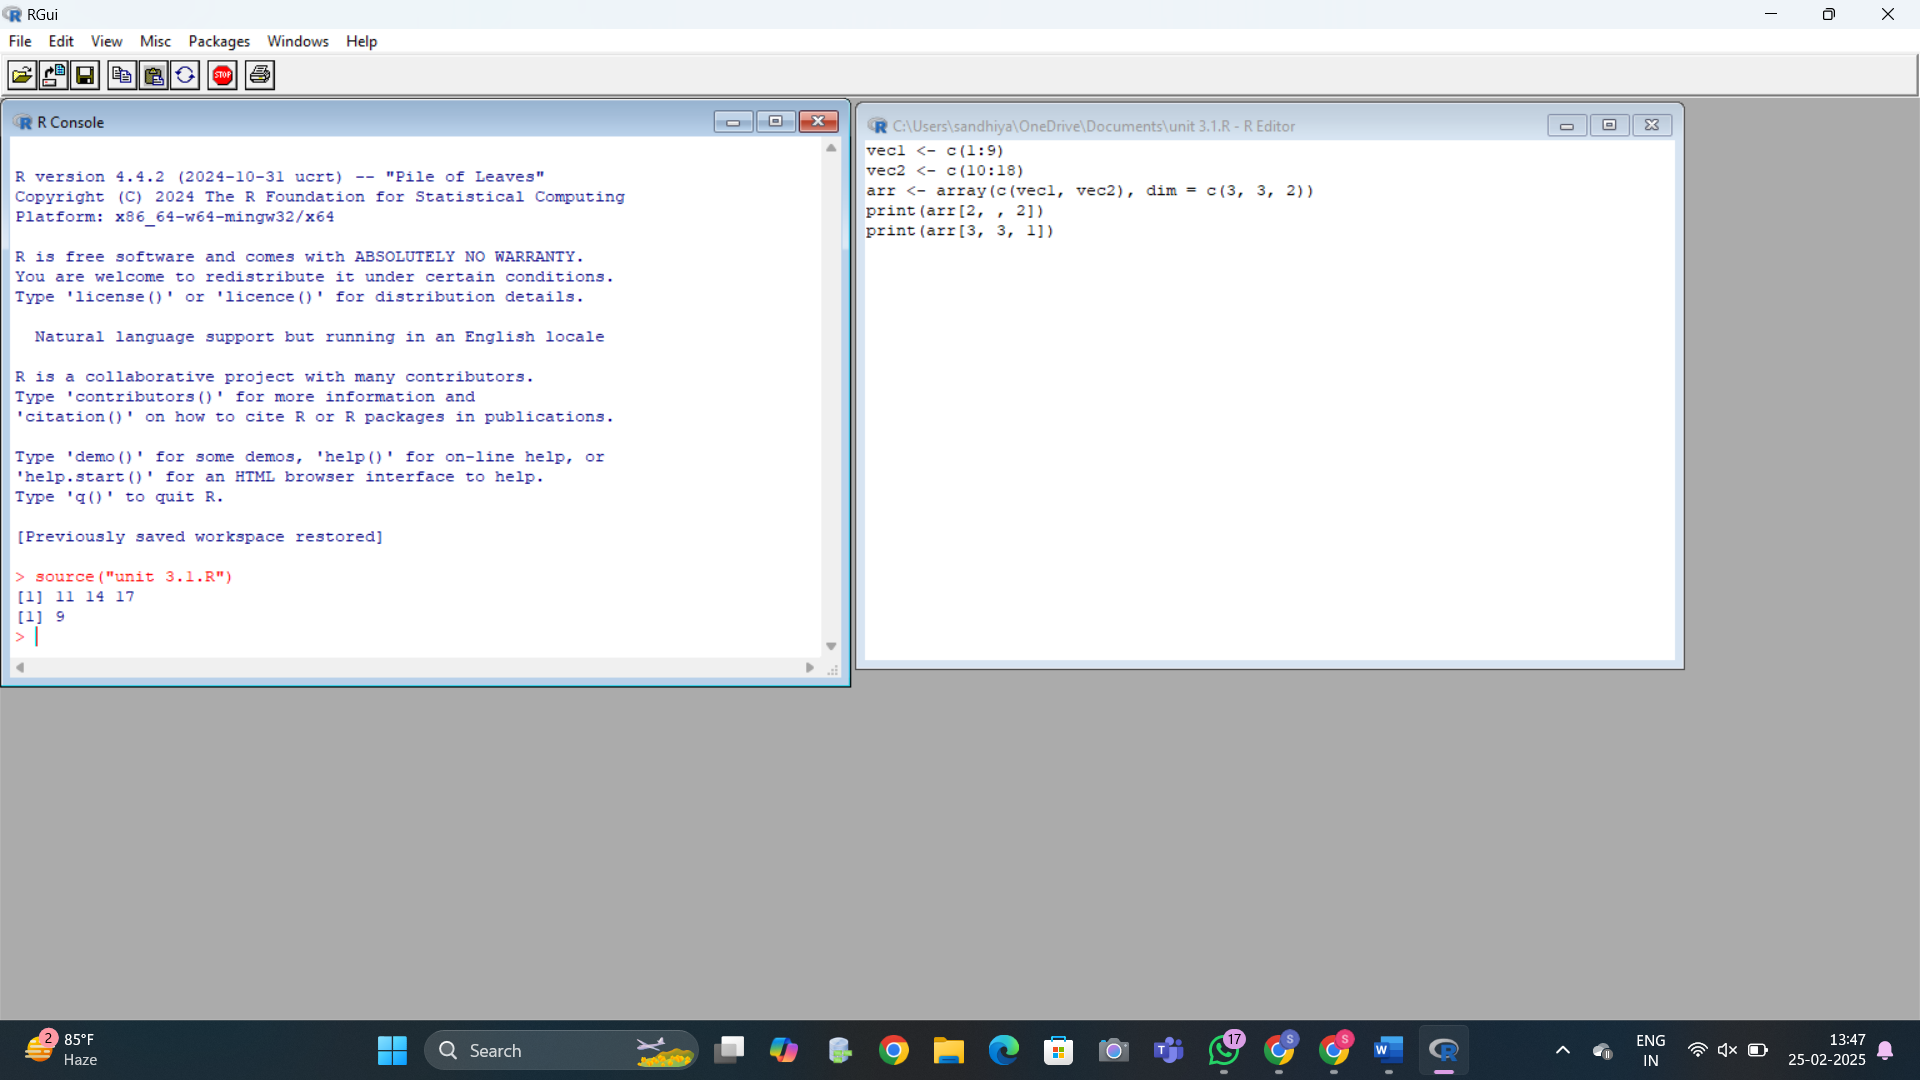 RGui
File Edit View Misc Packages Windows Help
STOP
R Console
R version 4.4.2 (2024-10-31 ucrt) -- "Pile of Leaves"
Copyright (C) 2024 The R Foundation for Statistical Computing
Platform: x86_64-w64-mingw32/x64
R is free software and comes with ABSOLUTELY NO WARRANTY.
You are welcome to redistribute it under certain conditions.
Type 'license()' or 'licence()' for distribution details.
Natural language support but running in an English locale
R is a collaborative project with many contributors.
Type 'contributors()' for more information and
'citation()' on how to cite R or R packages in publications.
Type 'demo()' for some demos, 'help()' for on-line help, or
'help.start()' for an HTML browser interface to help.
Type 'q()' to quit R.
[Previously saved workspace restored]
> source("unit 3.1.R")
[1] 11 14 17
[1] 9
>
C:\Users\sandhiya\OneDrive\Documents\unit 3.1.R - R Editor
vec1 <- c(1:9)
vec2 <- c(10:18)
arr <- array(c(vec1, vec2), dim = c(3, 3, 2))
print(arr[2, , 2])
print(arr[3, 3, 1])
2
85°F
Haze
Search
17
S
S
W
R
ENG
IN
13:47
25-02-2025